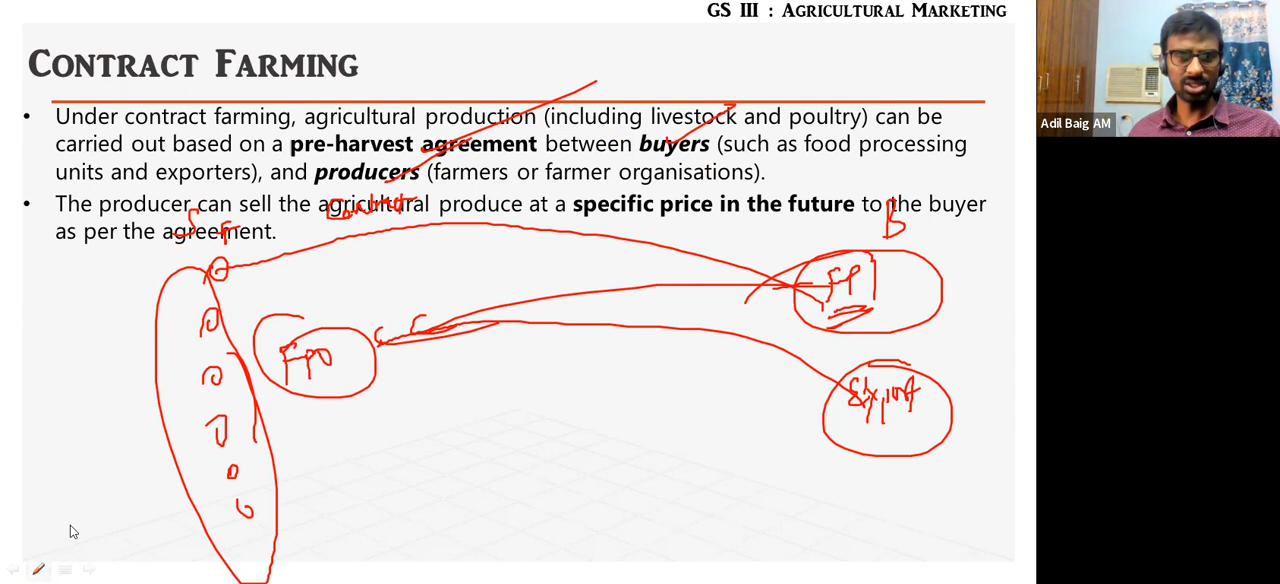 GS III : AGRICULTURAL MARKETING
CONTRACT FARMING
• Under contract farming, agricultural production (including livestock and poultry) can be
carried out based on a pre-harvest agreement between buyers (such as food processing
units and exporters), and producers (farmers or farmer organisations).
• The producer can sell the agricultural produce at a specific price in the future to the buyer
as per the agreement.
Contract
S F
B
FP
FPO
Export
Adil Baig AM